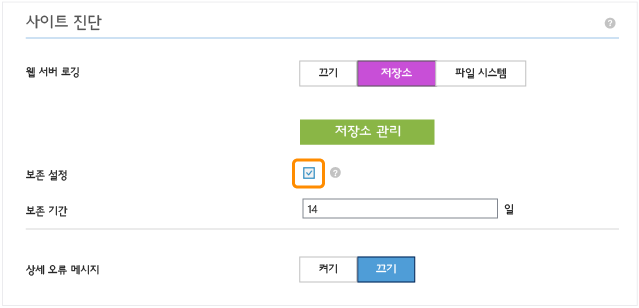 사이트 진단 ?
웹 서버 로깅 끄기 저장소 파일 시스템
저장소 관리
보존 설정 ?
보존 기간 14 일
상세 오류 메시지 켜기 끄기